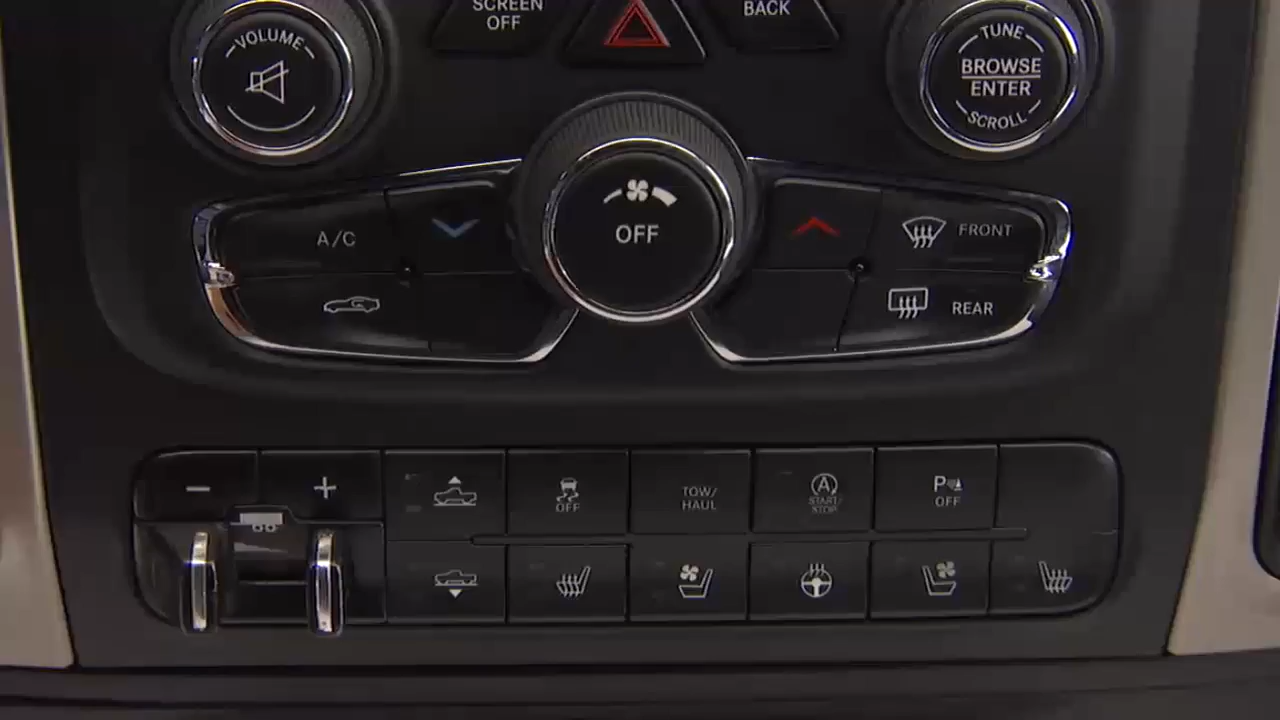 SCREEN
OFF
BACK
VOLUME
TUNE
BROWSE
ENTER
SCROLL
A/C
OFF
FRONT
REAR
− +
OFF
TOW/
HAUL
A
START/
STOP
P
OFF